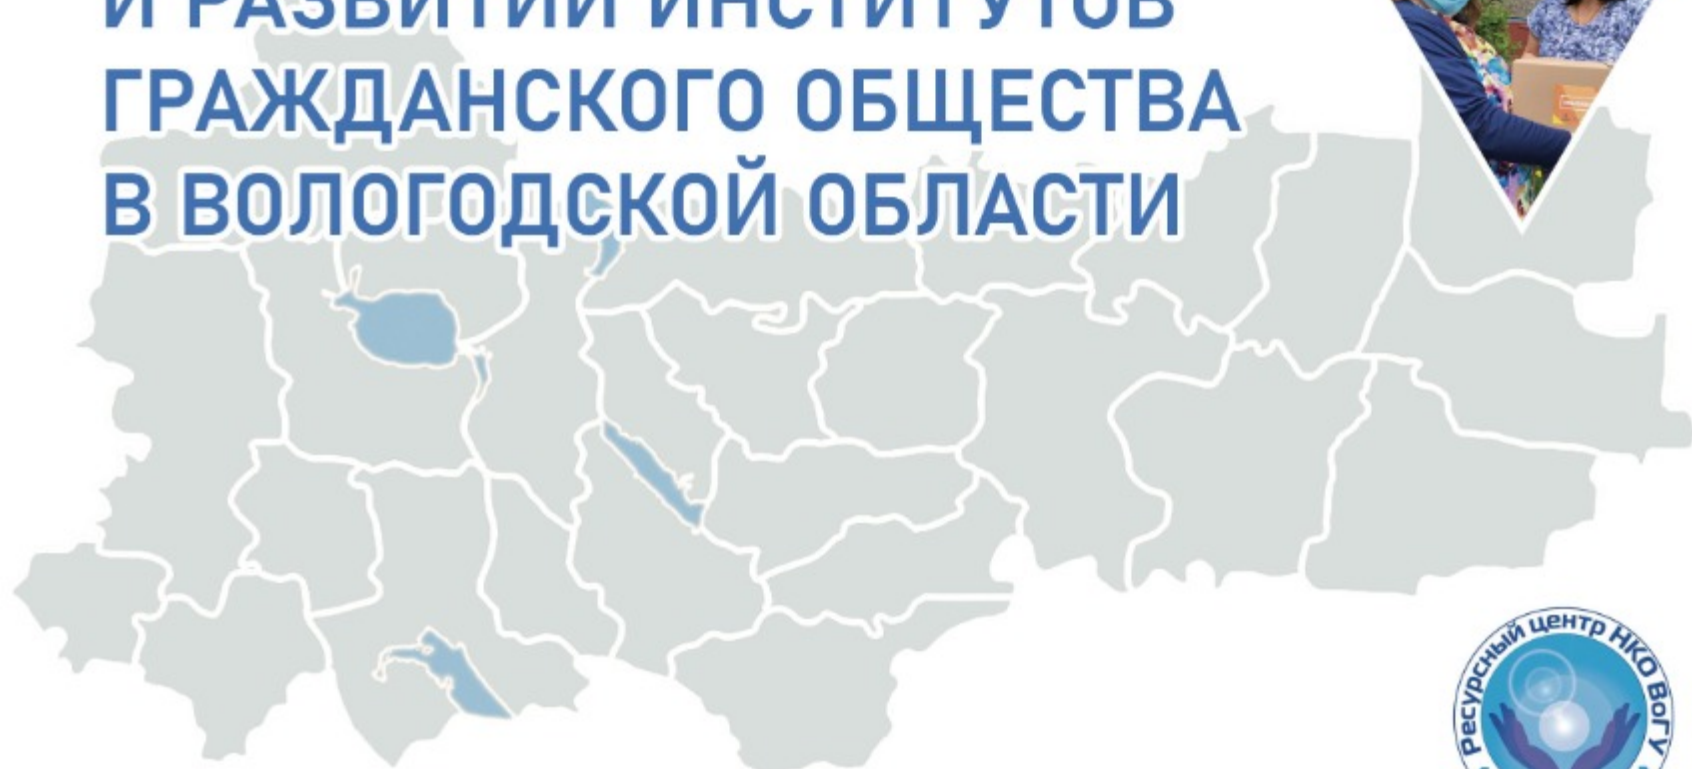 И РАЗВИТИИ ИНСТИТУТОВ
ГРАЖДАНСКОГО ОБЩЕСТВА
В ВОЛОГОДСКОЙ ОБЛАСТИ
Ресурсный центр НКО ВоГУ